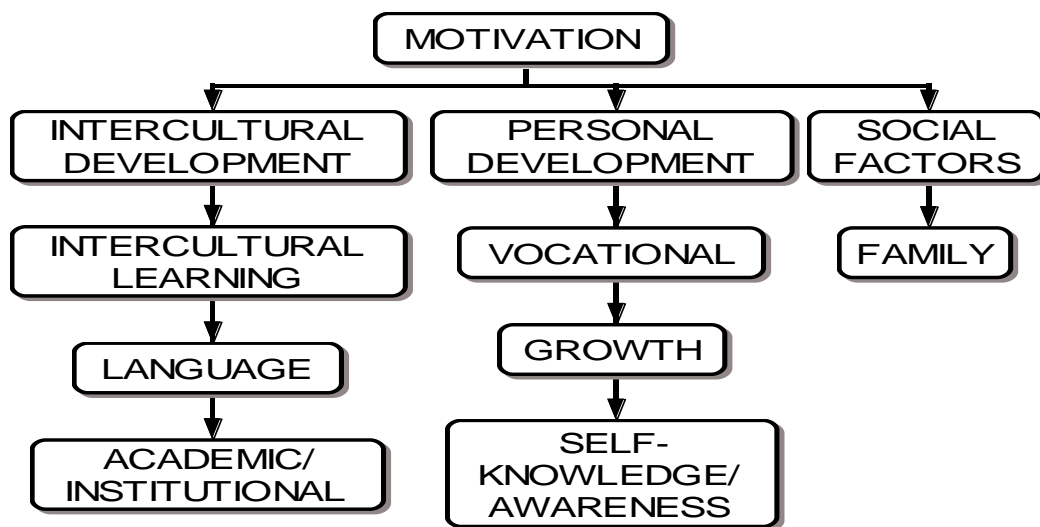 MOTIVATION
INTERCULTURAL
DEVELOPMENT
PERSONAL
DEVELOPMENT
SOCIAL
FACTORS
INTERCULTURAL
LEARNING
VOCATIONAL
FAMILY
LANGUAGE
GROWTH
ACADEMIC/
INSTITUTIONAL
SELF-
KNOWLEDGE/
AWARENESS